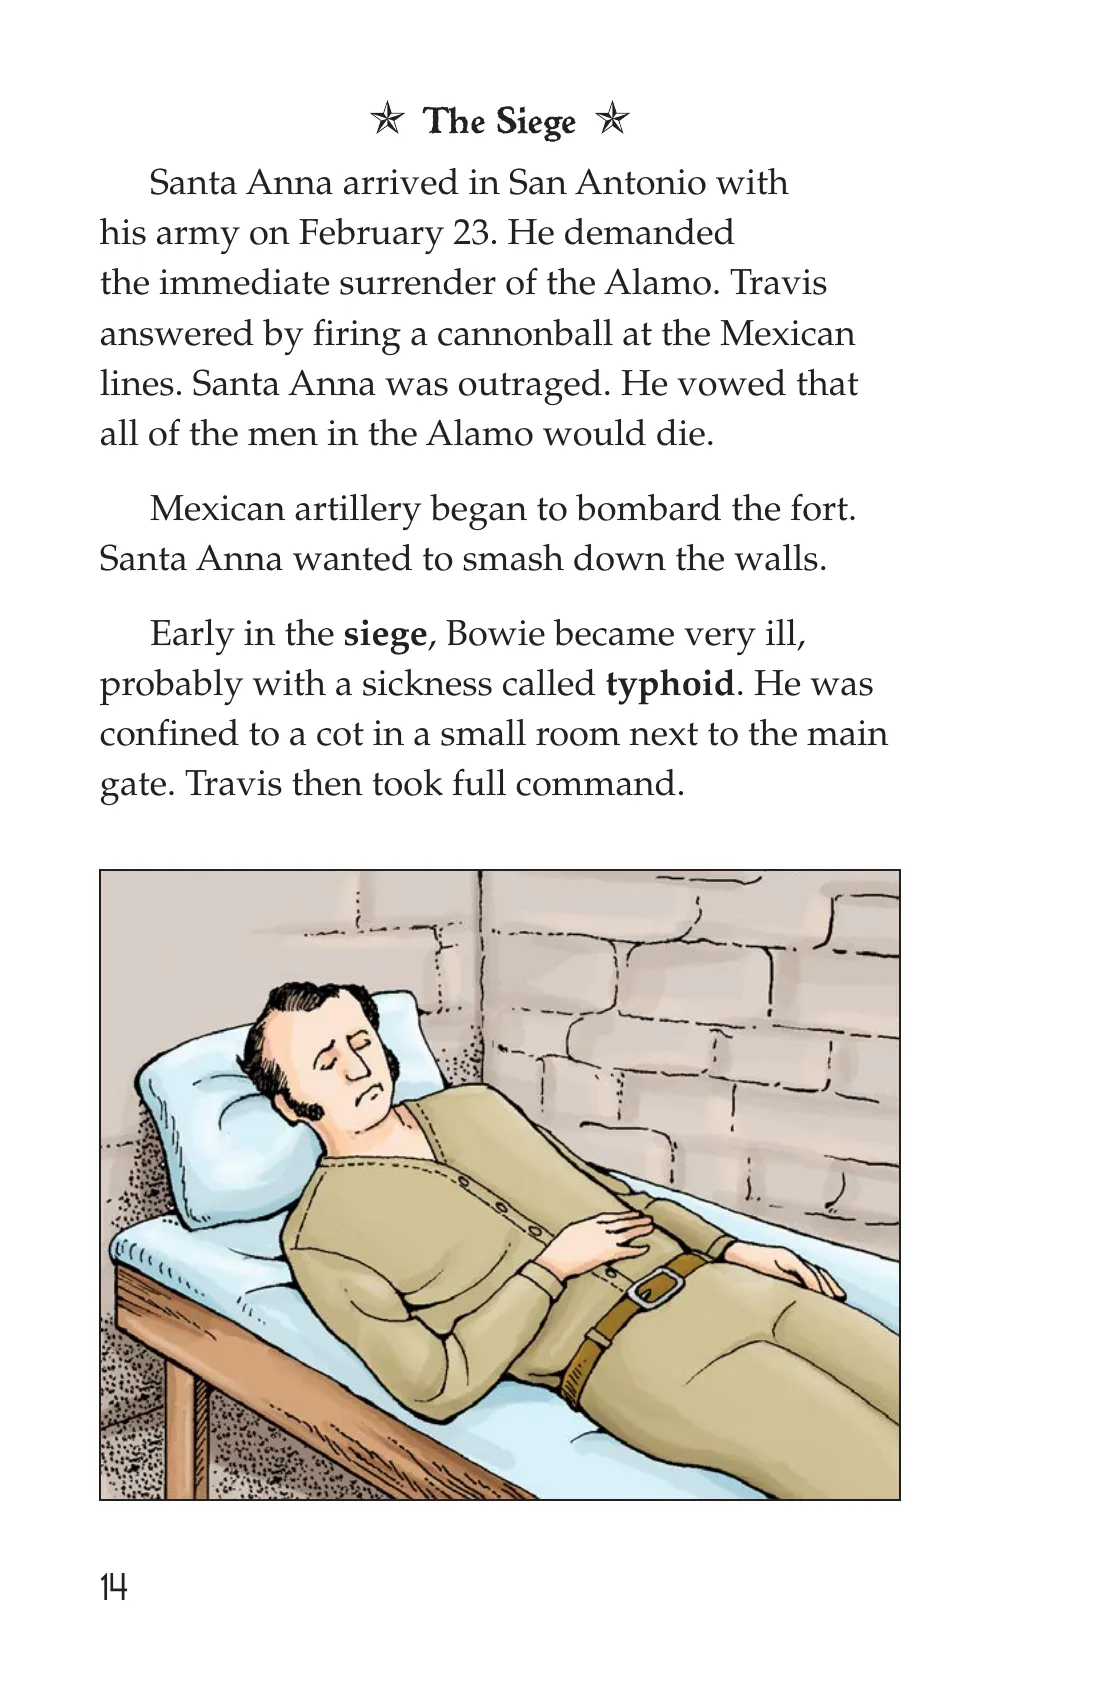 The Siege
Santa Anna arrived in San Antonio with
his army on February 23. He demanded
the immediate surrender of the Alamo. Travis
answered by firing a cannonball at the Mexican
lines. Santa Anna was outraged. He vowed that
all of the men in the Alamo would die.
Mexican artillery began to bombard the fort.
Santa Anna wanted to smash down the walls.
Early in the siege, Bowie became very ill,
probably with a sickness called typhoid. He was
confined to a cot in a small room next to the main
gate. Travis then took full command.
14